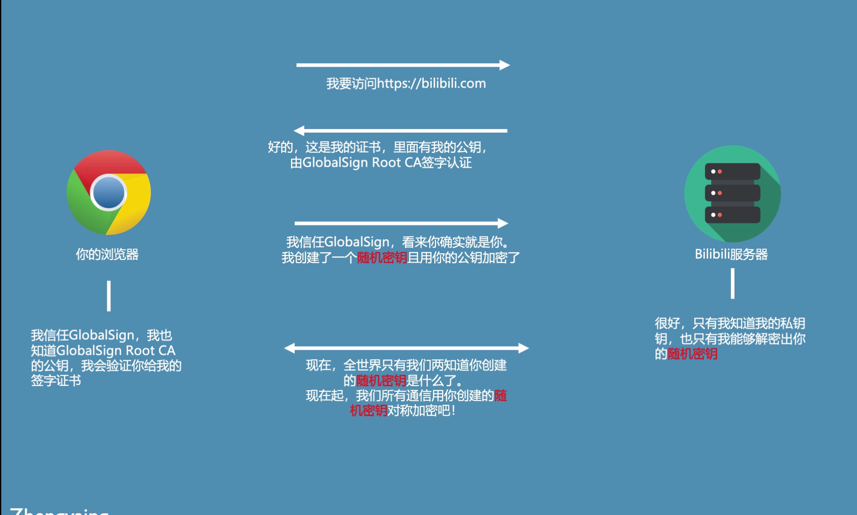 我要访问https://bilibili.com
好的，这是我的证书，里面有我的公钥，
由GlobalSign Root CA签字认证
你的浏览器
我信任GlobalSign，看来你确实就是你。
我创建了一个随机密钥且用你的公钥加密了
Bilibili服务器
我信任GlobalSign，我也
知道GlobalSign Root CA
的公钥，我会验证你给我的
签字证书
很好，只有我知道我的私钥
钥，也只有我能够解密出你
的随机密钥
现在，全世界只有我们两知道你创建
的随机密钥是什么了。
现在起，我们所有通信用你创建的随
机密钥对称加密吧！